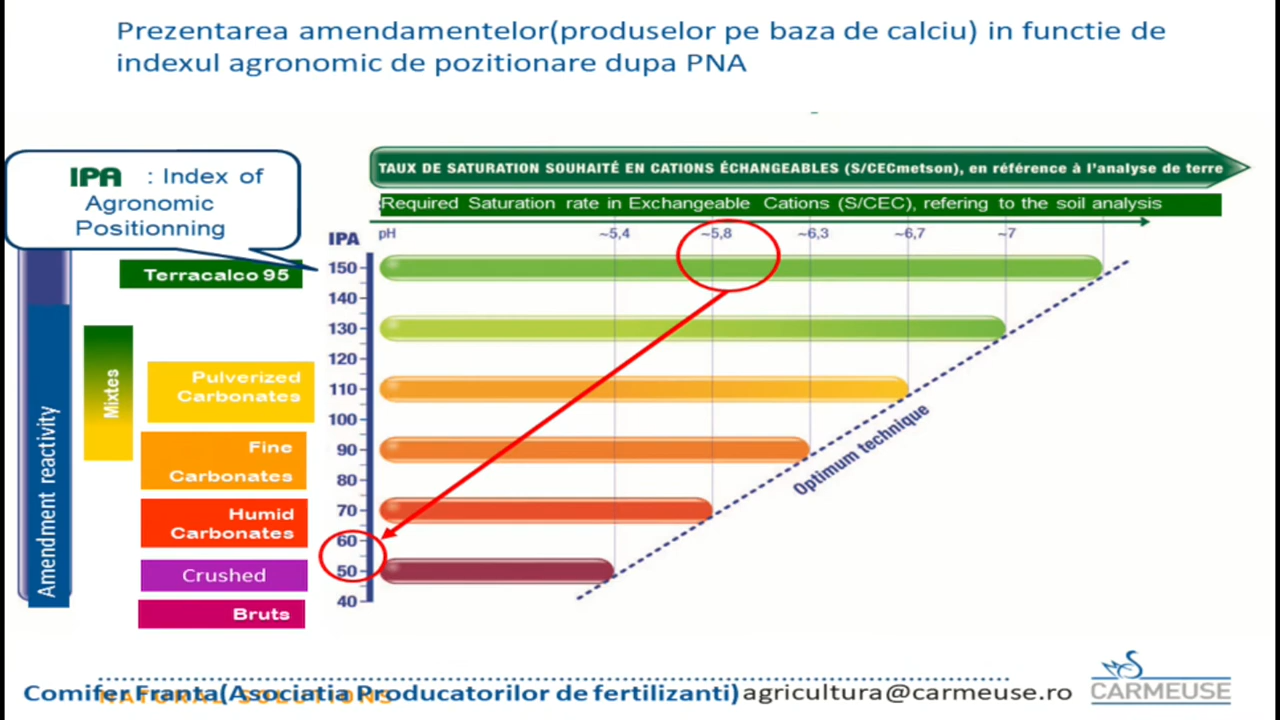 Prezentarea amendamentelor(produselor pe baza de calciu) in functie de
indexul agronomic de pozitionare dupa PNA
TAUX DE SATURATION SOUHAITÉ EN CATIONS ÉCHANGEABLES (S/CECmetson), en référence à l'analyse de terre
IPA : Index of
Agronomic
Positionning
Required Saturation rate in Exchangeable Cations (S/CEC), refering to the soil analysis
IPA
pH ~5,4 ~5,8 ~6,3 ~6,7 ~7
Terracalco 95
150
140
130
120
110
100
90
80
70
60
50
40
Mixtes
Pulverized
Carbonates
Fine
Carbonates
Humid
Carbonates
Crushed
Bruts
Amendment reactivity
Optimum technique
NATURAL SOLUTIONS
Comifer Franta(Asociatia Producatorilor de fertilizanti) agricultura@carmeuse.ro
CARMEUSE